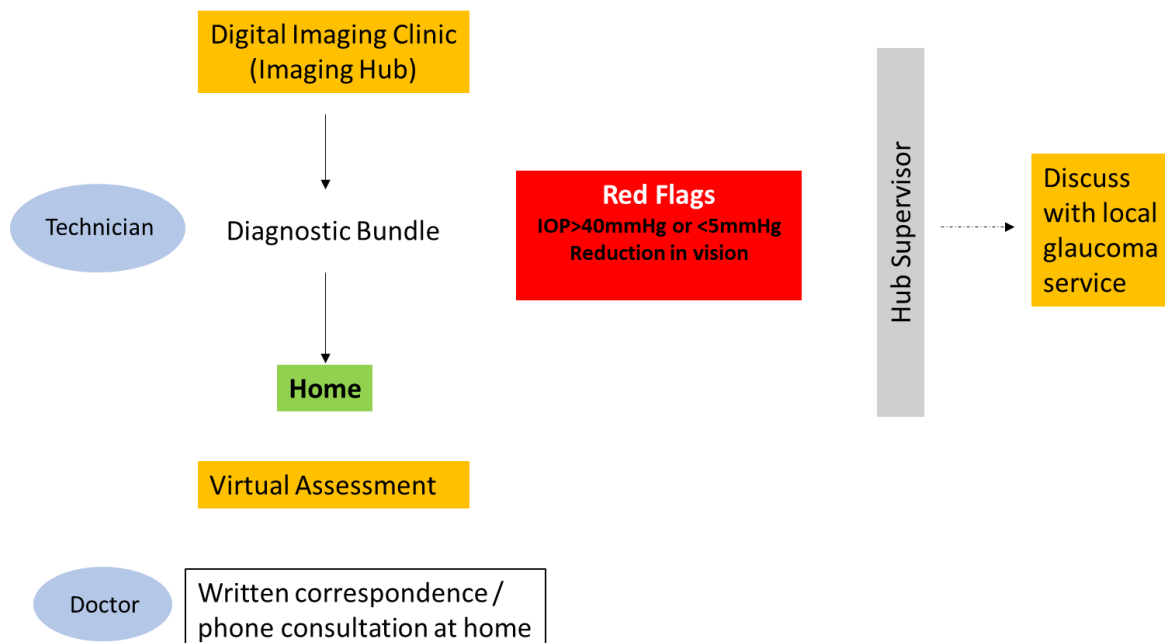 Digital Imaging Clinic
(Imaging Hub)
Technician
Diagnostic Bundle
Red Flags
IOP>40mmHg or <5mmHg
Reduction in vision
Hub Supervisor
Discuss
with local
glaucoma
service
Home
Virtual Assessment
Doctor
Written correspondence /
phone consultation at home